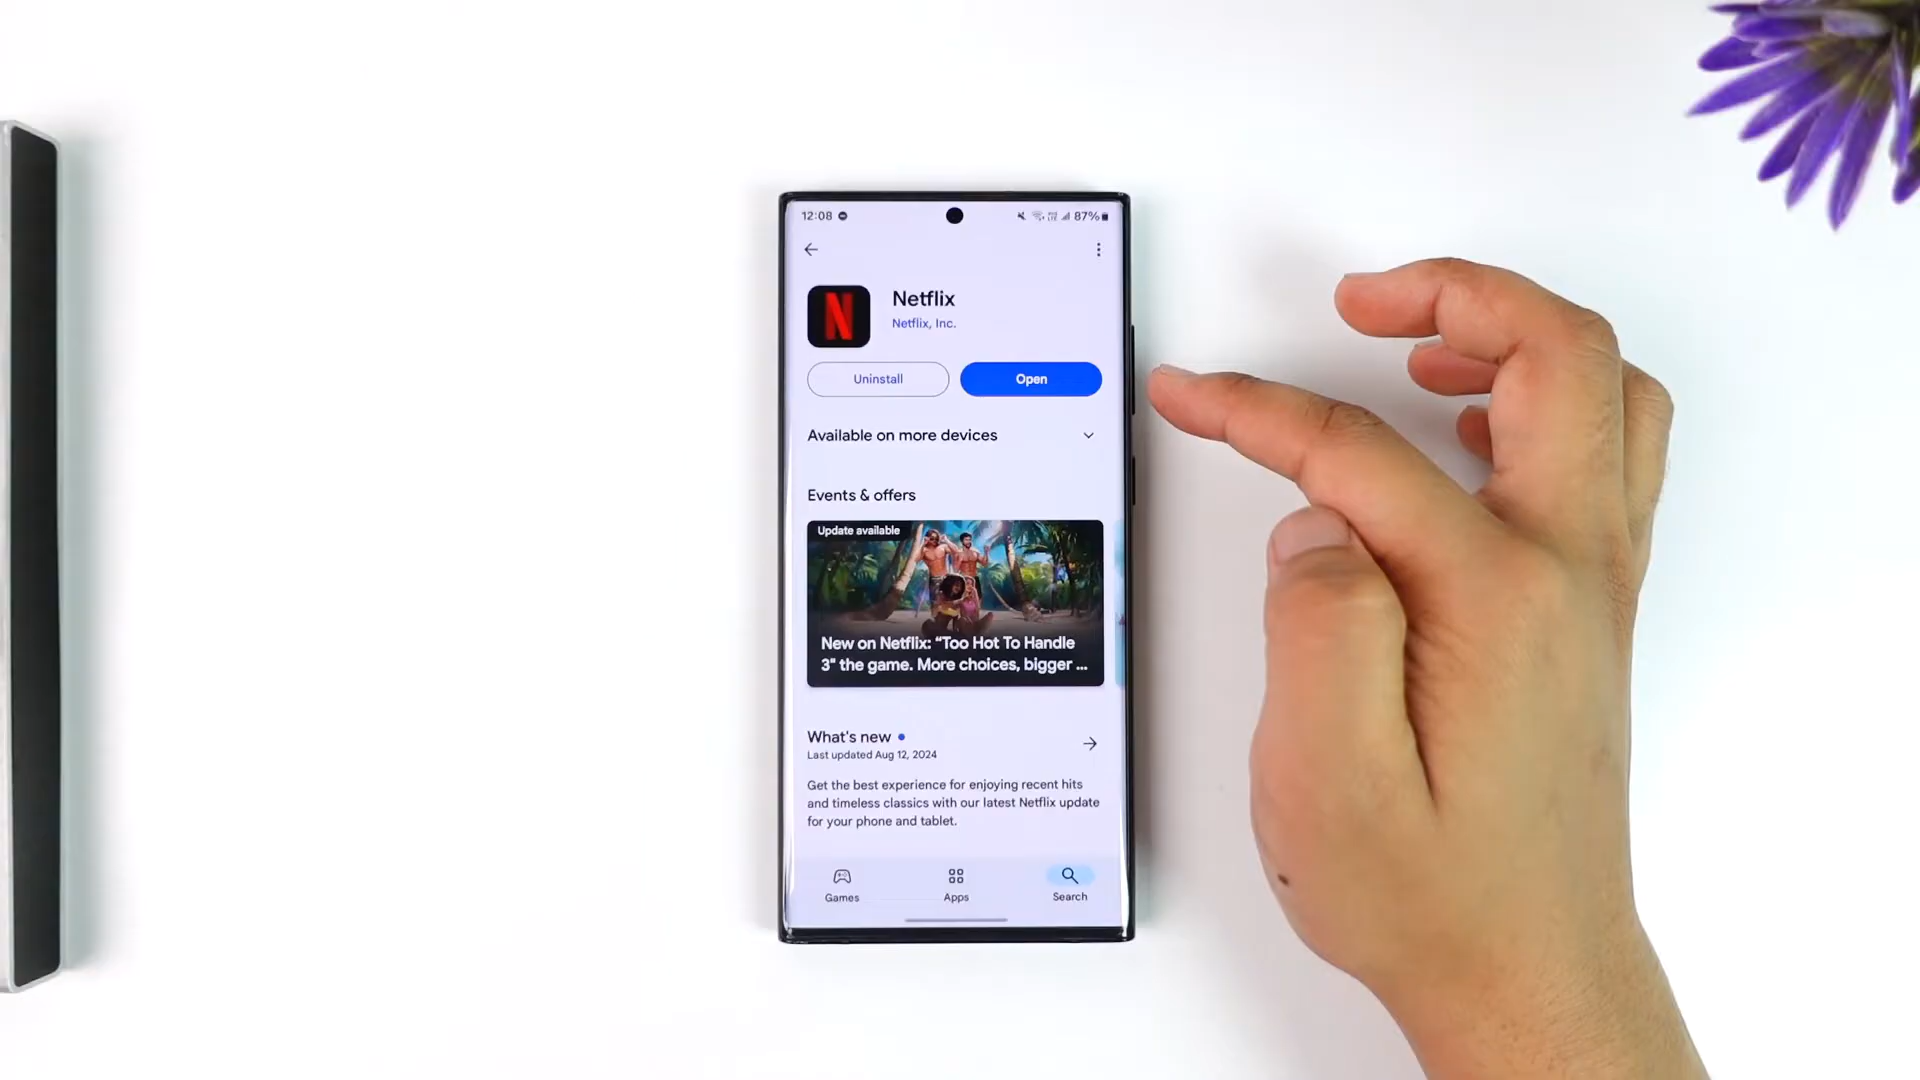 12:08
87%
Netflix
Netflix, Inc.
Uninstall
Open
Available on more devices
Events & offers
Update available
New on Netflix: “Too Hot To Handle
3" the game. More choices, bigger ...
What's new
Last updated Aug 12, 2024
Get the best experience for enjoying recent hits
and timeless classics with our latest Netflix update
for your phone and tablet.
Games
Apps
Search